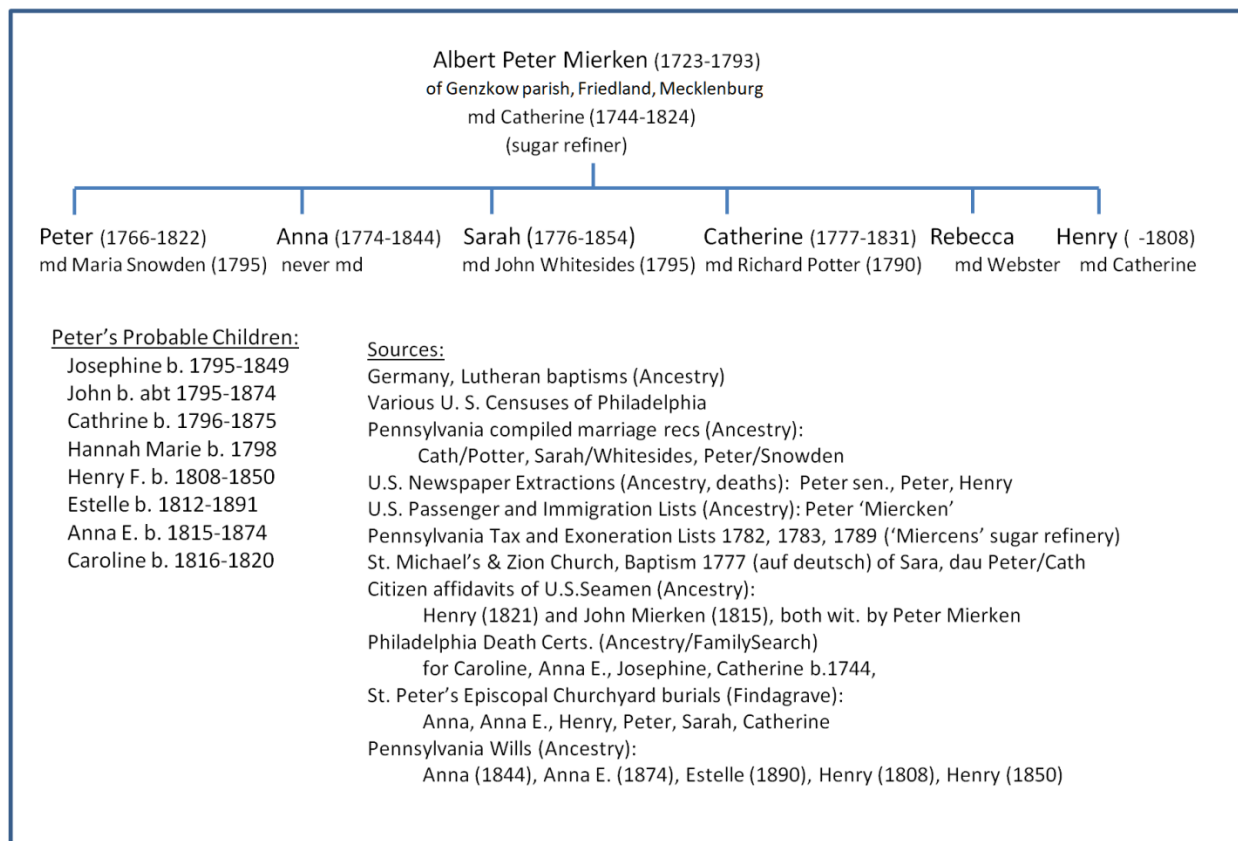 Albert Peter Mierken (1723-1793)
of Genzkow parish, Friedland, Mecklenburg
md Catherine (1744-1824)
(sugar refiner)
Peter (1766-1822)
md Maria Snowden (1795)
Anna (1774-1844)
never md
Sarah (1776-1854)
md John Whitesides (1795)
Catherine (1777-1831)
md Richard Potter (1790)
Rebecca
md Webster
Henry ( -1808)
md Catherine
Peter's Probable Children:
Josephine b. 1795-1849
John b. abt 1795-1874
Cathrine b. 1796-1875
Hannah Marie b. 1798
Henry F. b. 1808-1850
Estelle b. 1812-1891
Anna E. b. 1815-1874
Caroline b. 1816-1820
Sources:
Germany, Lutheran baptisms (Ancestry)
Various U. S. Censuses of Philadelphia
Pennsylvania compiled marriage recs (Ancestry):
Cath/Potter, Sarah/Whitesides, Peter/Snowden
U.S. Newspaper Extractions (Ancestry, deaths): Peter sen., Peter, Henry
U.S. Passenger and Immigration Lists (Ancestry): Peter 'Miercken'
Pennsylvania Tax and Exoneration Lists 1782, 1783, 1789 ('Miercens' sugar refinery)
St. Michael's & Zion Church, Baptism 1777 (auf deutsch) of Sara, dau Peter/Cath
Citizen affidavits of U.S.Seamen (Ancestry):
Henry (1821) and John Mierken (1815), both wit. by Peter Mierken
Philadelphia Death Certs. (Ancestry/FamilySearch)
for Caroline, Anna E., Josephine, Catherine b.1744,
St. Peter's Episcopal Churchyard burials (Findagrave):
Anna, Anna E., Henry, Peter, Sarah, Catherine
Pennsylvania Wills (Ancestry):
Anna (1844), Anna E. (1874), Estelle (1890), Henry (1808), Henry (1850)